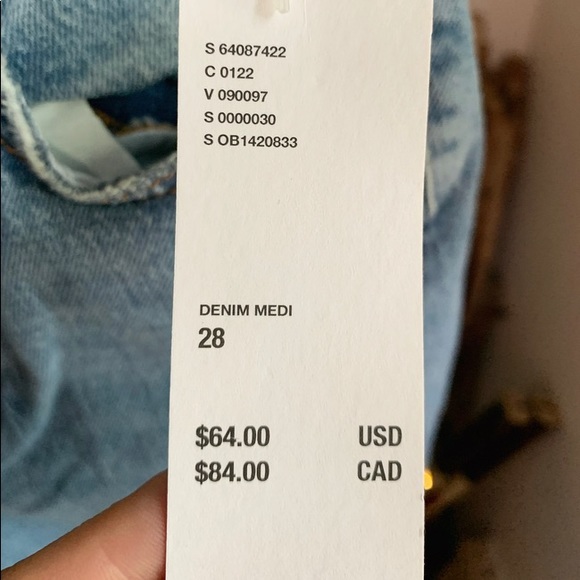 S 64087422
C 0122
V 090097
S 0000030
S OB1420833
DENIM MEDI
28
$64.00 USD
$84.00 CAD